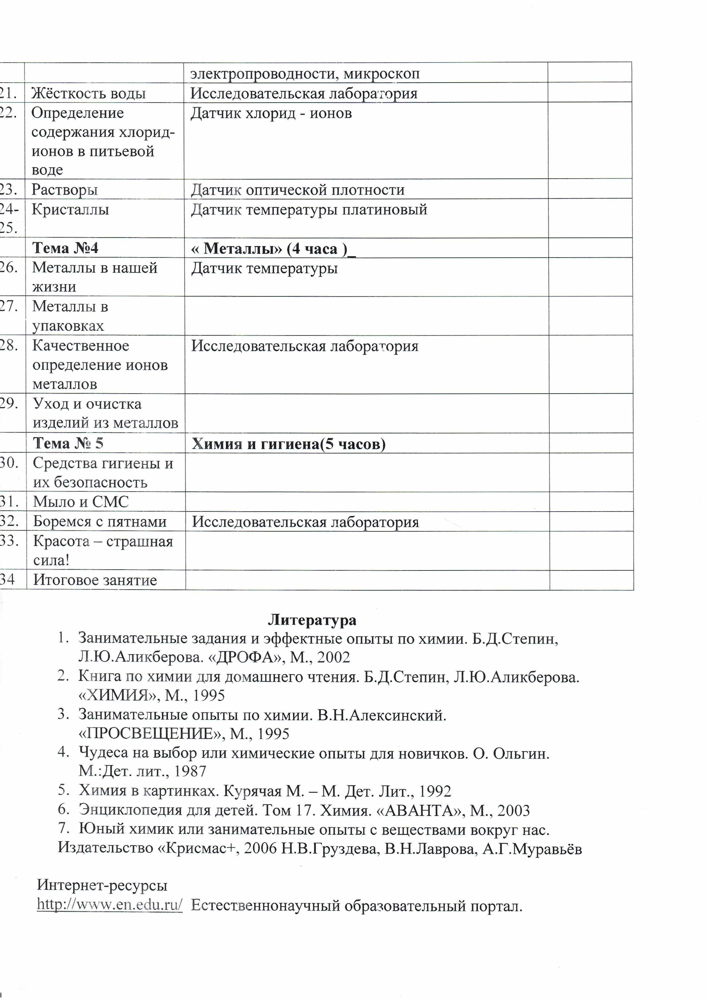 электропроводности, микроскоп
21. Жёсткость воды Исследовательская лаборатория
22. Определение Датчик хлорид - ионов
содержания хлорид-
ионов в питьевой
воде
23. Растворы Датчик оптической плотности
24- Кристаллы Датчик температуры платиновый
25.
Тема №4 « Металлы» (4 часа )_
26. Металлы в нашей Датчик температуры
жизни
27. Металлы в
упаковках
28. Качественное Исследовательская лаборатория
определение ионов
металлов
29. Уход и очистка
изделий из металлов
Тема № 5 Химия и гигиена(5 часов)
30. Средства гигиены и
их безопасность
31. Мыло и СМС
32. Боремся с пятнами Исследовательская лаборатория
33. Красота – страшная
сила!
34 Итоговое занятие
Литература
1. Занимательные задания и эффектные опыты по химии. Б.Д.Степин,
Л.Ю.Аликберова. «ДРОФА», М., 2002
2. Книга по химии для домашнего чтения. Б.Д.Степин, Л.Ю.Аликберова.
«ХИМИЯ», М., 1995
3. Занимательные опыты по химии. В.Н.Алексинский.
«ПРОСВЕЩЕНИЕ», М., 1995
4. Чудеса на выбор или химические опыты для новичков. О. Ольгин.
М.:Дет. лит., 1987
5. Химия в картинках. Курячая М. – М. Дет. Лит., 1992
6. Энциклопедия для детей. Том 17. Химия. «АВАНТА», М., 2003
7. Юный химик или занимательные опыты с веществами вокруг нас.
Издательство «Крисмас+, 2006 Н.В.Груздева, В.Н.Лаврова, А.Г.Муравьёв
Интернет-ресурсы
http://www.en.edu.ru/ Естественнонаучный образовательный портал.